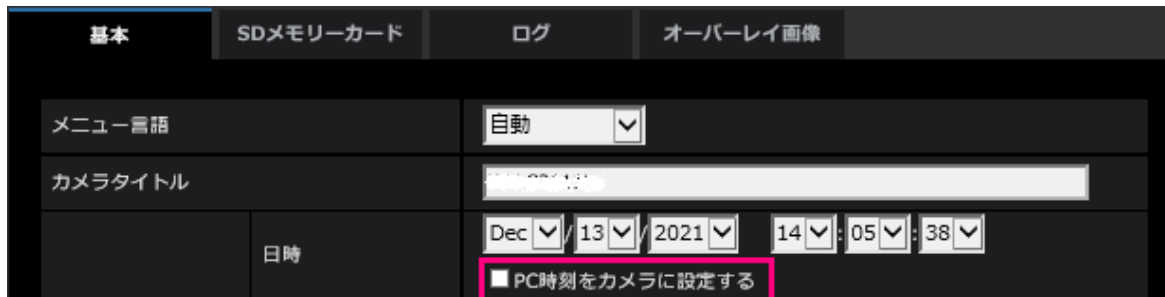 基本 SDメモリーカード ログ オーバーレイ画像
メニュー言語 自動
カメラタイトル
日時 Dec / 13 / 2021 14 : 05 : 38
PC時刻をカメラに設定する